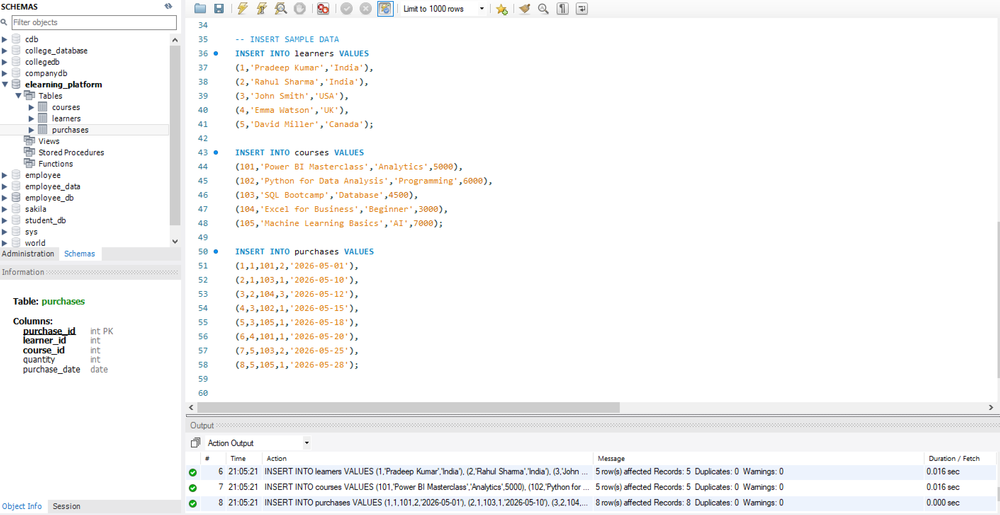 SCHEMAS
Filter objects
cdb
college_database
collegedb
companydb
elearning_platform
Tables
courses
learners
purchases
Views
Stored Procedures
Functions
employee
employee_data
employee_db
sakila
student_db
sys
world
Administration Schemas
Information
Table: purchases
Columns:
purchase_id int PK
learner_id int
course_id int
quantity int
purchase_date date
Object Info Session
Limit to 1000 rows
34
35 -- INSERT SAMPLE DATA
36 INSERT INTO learners VALUES
37 (1,'Pradeep Kumar','India'),
38 (2,'Rahul Sharma','India'),
39 (3,'John Smith','USA'),
40 (4,'Emma Watson','UK'),
41 (5,'David Miller','Canada');
42
43 INSERT INTO courses VALUES
44 (101,'Power BI Masterclass','Analytics',5000),
45 (102,'Python for Data Analysis','Programming',6000),
46 (103,'SQL Bootcamp','Database',4500),
47 (104,'Excel for Business','Beginner',3000),
48 (105,'Machine Learning Basics','AI',7000);
49
50 INSERT INTO purchases VALUES
51 (1,1,101,2,'2026-05-01'),
52 (2,1,103,1,'2026-05-10'),
53 (3,2,104,3,'2026-05-12'),
54 (4,3,102,1,'2026-05-15'),
55 (5,3,105,1,'2026-05-18'),
56 (6,4,101,1,'2026-05-20'),
57 (7,5,103,2,'2026-05-25'),
58 (8,5,105,1,'2026-05-28');
59
60
Output
Action Output
# Time Action Message Duration / Fetch
6 21:05:21 INSERT INTO learners VALUES (1,'Pradeep Kumar','India'), (2,'Rahul Sharma','India'), (3,'John ... 5 row(s) affected Records: 5 Duplicates: 0 Warnings: 0 0.016 sec
7 21:05:21 INSERT INTO courses VALUES (101,'Power BI Masterclass','Analytics',5000), (102,'Python for ... 5 row(s) affected Records: 5 Duplicates: 0 Warnings: 0 0.016 sec
8 21:05:21 INSERT INTO purchases VALUES (1,1,101,2,'2026-05-01'), (2,1,103,1,'2026-05-10'), (3,2,104,... 8 row(s) affected Records: 8 Duplicates: 0 Warnings: 0 0.000 sec